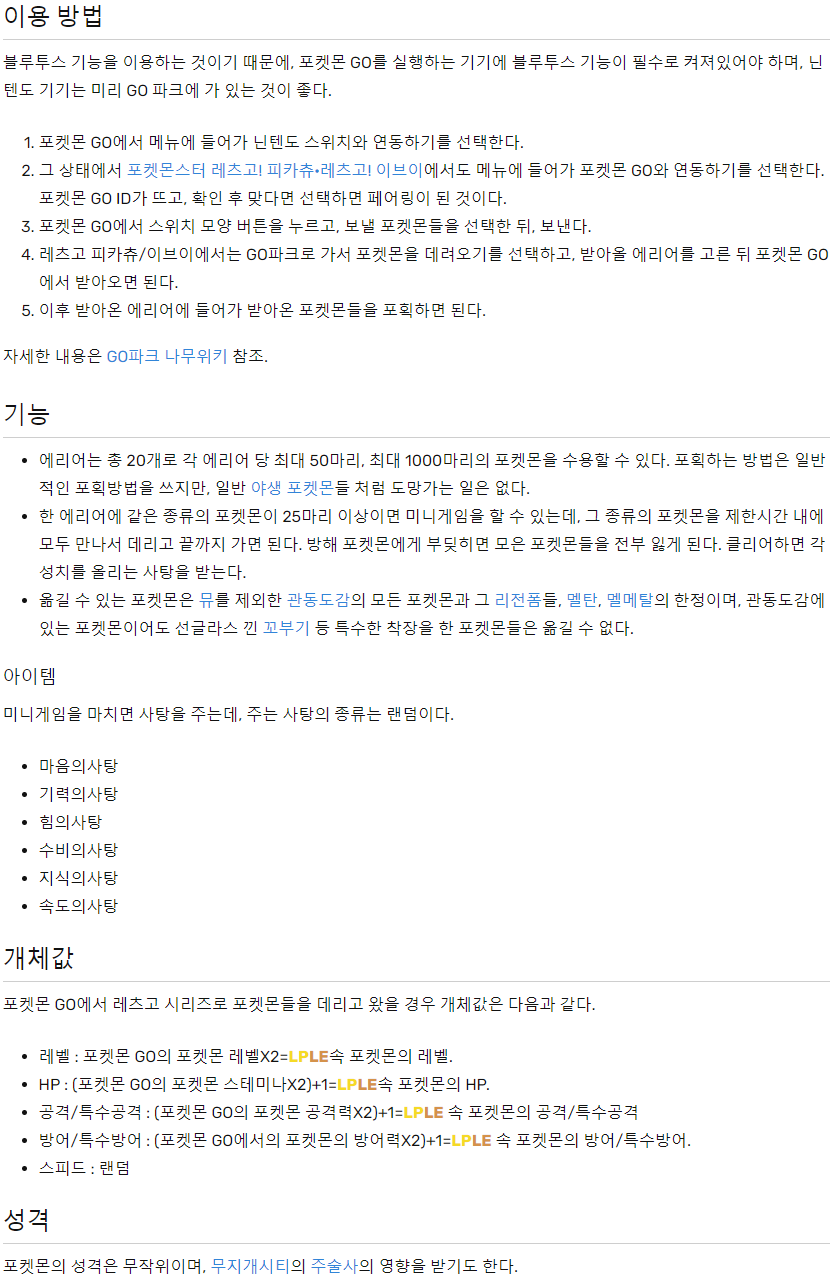 이용 방법
블루투스 기능을 이용하는 것이기 때문에, 포켓몬 GO를 실행하는 기기에 블루투스 기능이 필수로 켜져있어야 하며, 닌
텐도 기기는 미리 GO 파크에 가 있는 것이 좋다.
1. 포켓몬 GO에서 메뉴에 들어가 닌텐도 스위치와 연동하기를 선택한다.
2. 그 상태에서 포켓몬스터 레츠고! 피카츄•레츠고! 이브이에서도 메뉴에 들어가 포켓몬 GO와 연동하기를 선택한다.
포켓몬 GO ID가 뜨고, 확인 후 맞다면 선택하면 페어링이 된 것이다.
3. 포켓몬 GO에서 스위치 모양 버튼을 누르고, 보낼 포켓몬들을 선택한 뒤, 보낸다.
4. 레츠고 피카츄/이브이에서는 GO파크로 가서 포켓몬을 데려오기를 선택하고, 받아올 에리어를 고른 뒤 포켓몬 GO
에서 받아오면 된다.
5. 이후 받아온 에리어에 들어가 받아온 포켓몬들을 포획하면 된다.
자세한 내용은 GO파크 나무위키 참조.
기능
• 에리어는 총 20개로 각 에리어 당 최대 50마리, 최대 1000마리의 포켓몬을 수용할 수 있다. 포획하는 방법은 일반
적인 포획방법을 쓰지만, 일반 야생 포켓몬들 처럼 도망가는 일은 없다.
• 한 에리어에 같은 종류의 포켓몬이 25마리 이상이면 미니게임을 할 수 있는데, 그 종류의 포켓몬을 제한시간 내에
모두 만나서 데리고 끝까지 가면 된다. 방해 포켓몬에게 부딪히면 모은 포켓몬들을 전부 잃게 된다. 클리어하면 각
성치를 올리는 사탕을 받는다.
• 옮길 수 있는 포켓몬은 뮤를 제외한 관동도감의 모든 포켓몬과 그 리전폼들, 멜탄, 멜메탈의 한정이며, 관동도감에
있는 포켓몬이어도 선글라스 낀 꼬부기 등 특수한 착장을 한 포켓몬들은 옮길 수 없다.
아이템
미니게임을 마치면 사탕을 주는데, 주는 사탕의 종류는 랜덤이다.
• 마음의사탕
• 기력의사탕
• 힘의사탕
• 수비의사탕
• 지식의사탕
• 속도의사탕
개체값
포켓몬 GO에서 레츠고 시리즈로 포켓몬들을 데리고 왔을 경우 개체값은 다음과 같다.
• 레벨 : 포켓몬 GO의 포켓몬 레벨X2=LPLE속 포켓몬의 레벨.
• HP : (포켓몬 GO의 포켓몬 스테미나X2)+1=LPLE속 포켓몬의 HP.
• 공격/특수공격 : (포켓몬 GO의 포켓몬 공격력X2)+1=LPLE 속 포켓몬의 공격/특수공격
• 방어/특수방어 : (포켓몬 GO에서의 포켓몬의 방어력X2)+1=LPLE 속 포켓몬의 방어/특수방어.
• 스피드 : 랜덤
성격
포켓몬의 성격은 무작위이며, 무지개시티의 주술사의 영향을 받기도 한다.